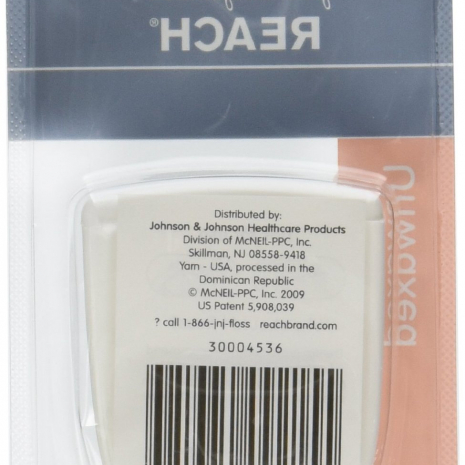 REACH®
Unwaxed
Distributed by:
Johnson & Johnson Healthcare Products
Division of McNEIL-PPC, Inc.
Skillman, NJ 08558-9418
Yarn - USA, processed in the
Dominican Republic
© McNEIL-PPC, Inc. 2009
US Patent 5,908,039
? call 1-866-jnj-floss reachbrand.com
30004536